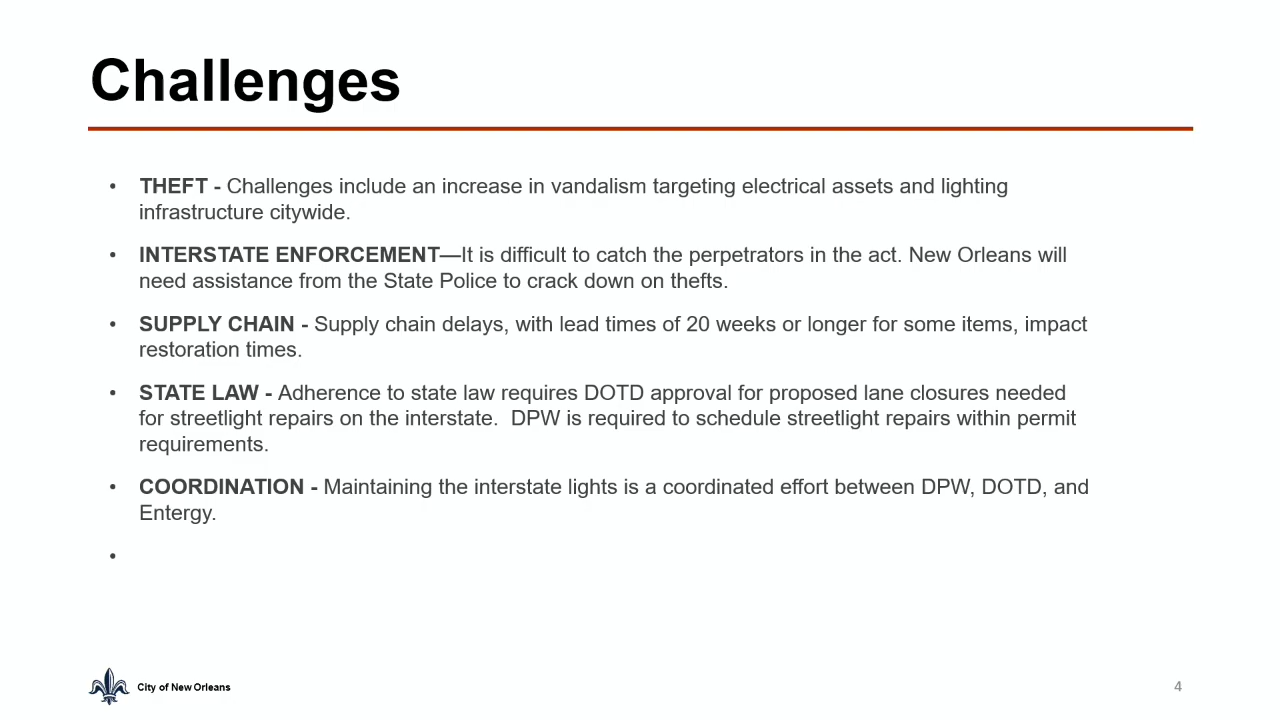 Challenges
• THEFT - Challenges include an increase in vandalism targeting electrical assets and lighting
infrastructure citywide.
• INTERSTATE ENFORCEMENT—It is difficult to catch the perpetrators in the act. New Orleans will
need assistance from the State Police to crack down on thefts.
• SUPPLY CHAIN - Supply chain delays, with lead times of 20 weeks or longer for some items, impact
restoration times.
• STATE LAW - Adherence to state law requires DOTD approval for proposed lane closures needed
for streetlight repairs on the interstate.  DPW is required to schedule streetlight repairs within permit
requirements.
• COORDINATION - Maintaining the interstate lights is a coordinated effort between DPW, DOTD, and
Entergy.
•
City of New Orleans
4